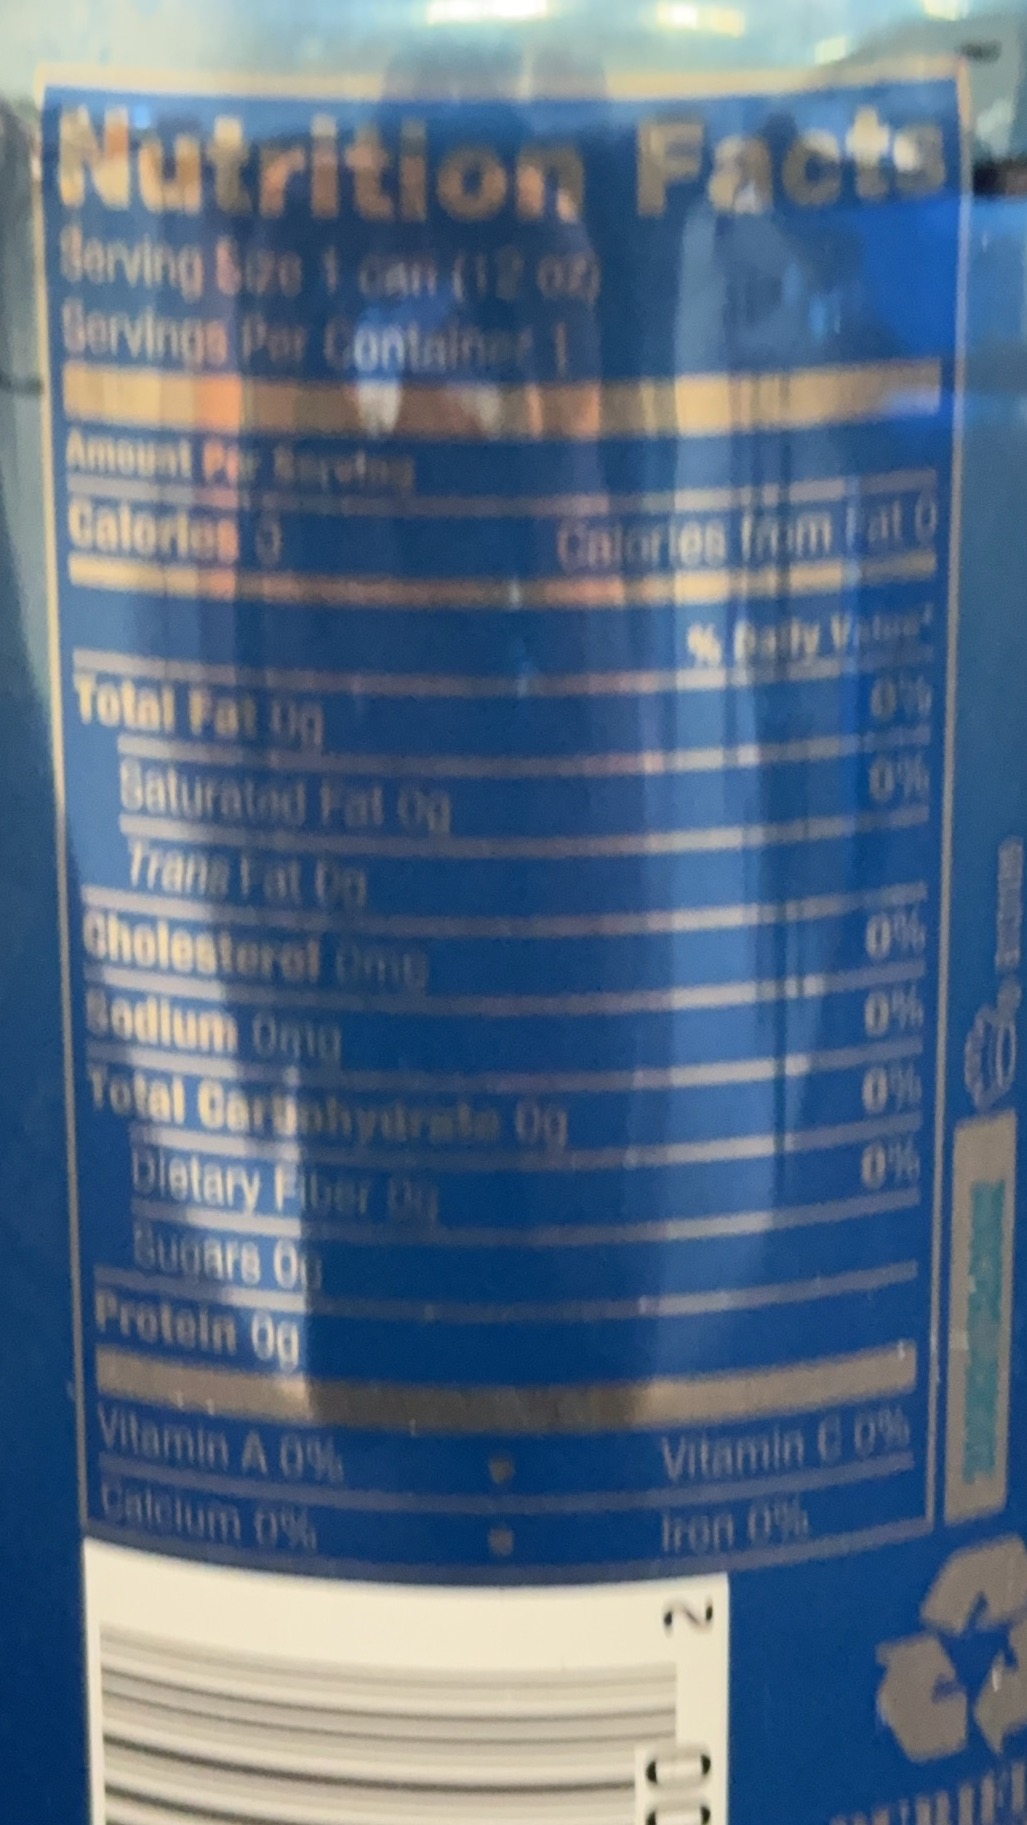 Nutrition Facts
Serving Size 1 can (12 oz)
Servings Per Container 1
Amount Per Serving
Calories 0 Calories from Fat 0
% Daily Value*
Total Fat 0g 0%
Saturated Fat 0g 0%
Trans Fat 0g
Cholesterol 0mg 0%
Sodium 0mg 0%
Total Carbohydrate 0g 0%
Dietary Fiber 0g 0%
Sugars 0g
Protein 0g
Vitamin A 0% • Vitamin C 0%
Calcium 0% • Iron 0%
2
00